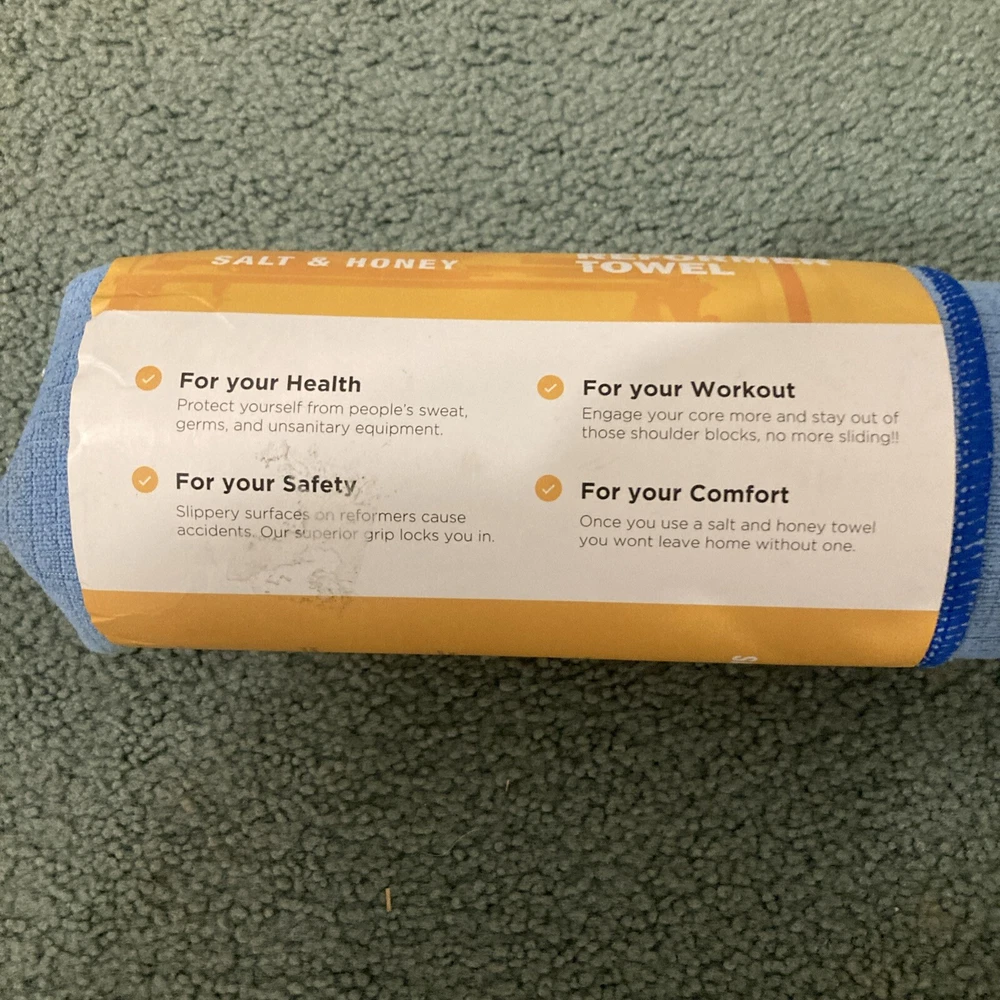 SALT & HONEY
REFORMER
TOWEL
For your Health
Protect yourself from people's sweat,
germs, and unsanitary equipment.
For your Workout
Engage your core more and stay out of
those shoulder blocks, no more sliding!!
For your Safety
Slippery surfaces on reformers cause
accidents. Our superior grip locks you in.
For your Comfort
Once you use a salt and honey towel
you wont leave home without one.